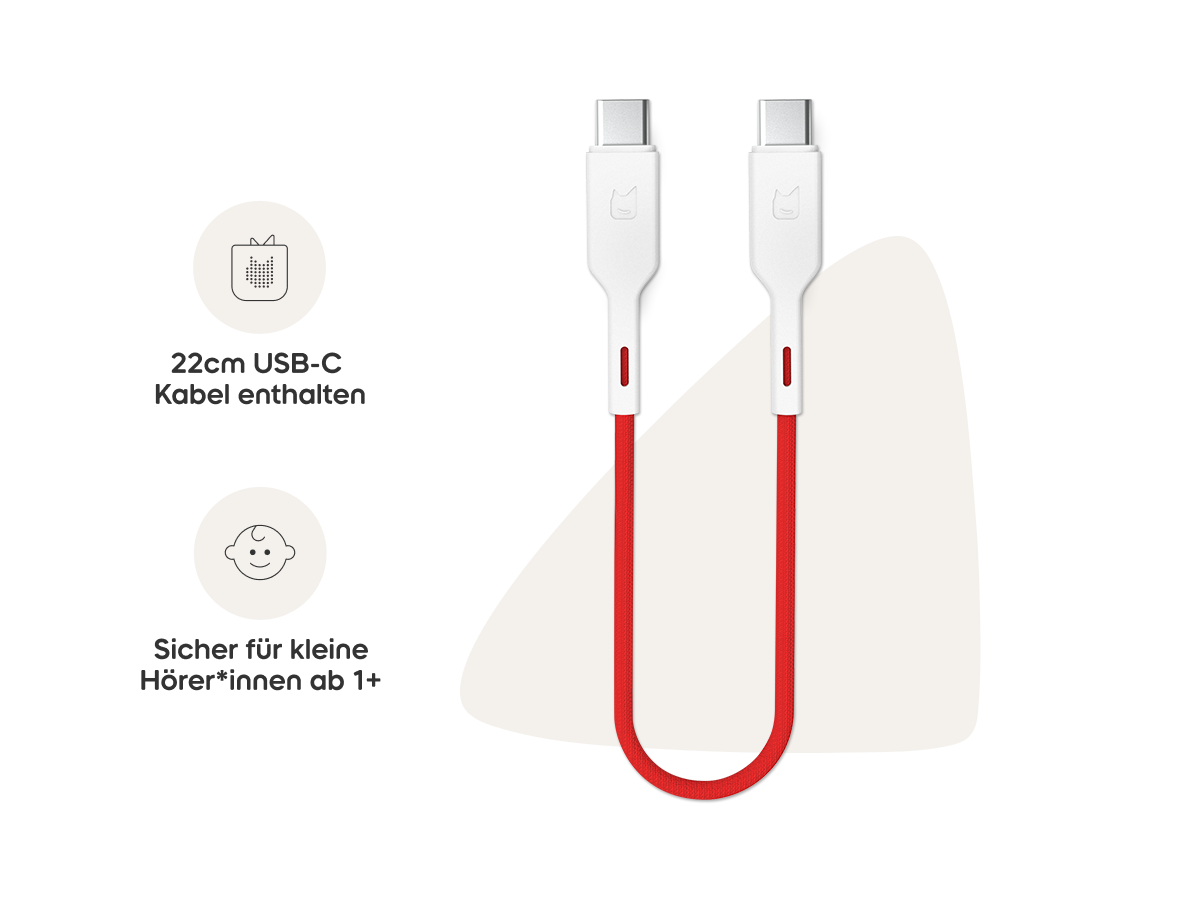 22cm USB-C
Kabel enthalten
Sicher für kleine
Hörer*innen ab 1+